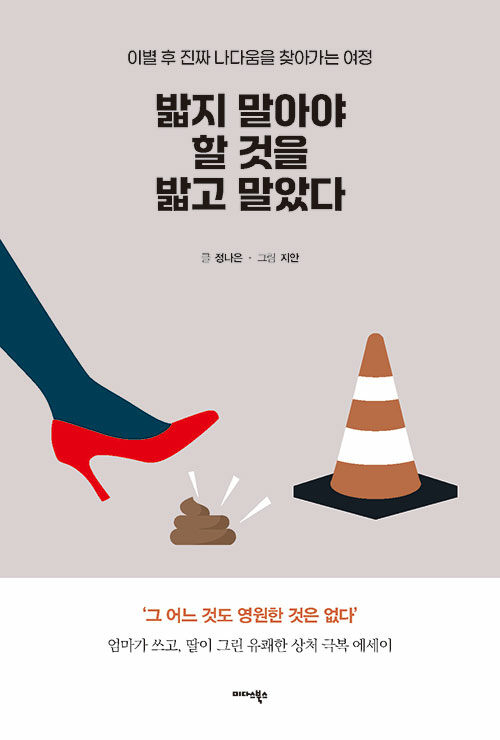 이별 후 진짜 나다움을 찾아가는 여정
밟지 말아야
할 것을
밟고 말았다
글 정나은 · 그림 지안
‘그 어느 것도 영원한 것은 없다’
엄마가 쓰고, 딸이 그린 유쾌한 상처 극복 에세이
미다스북스